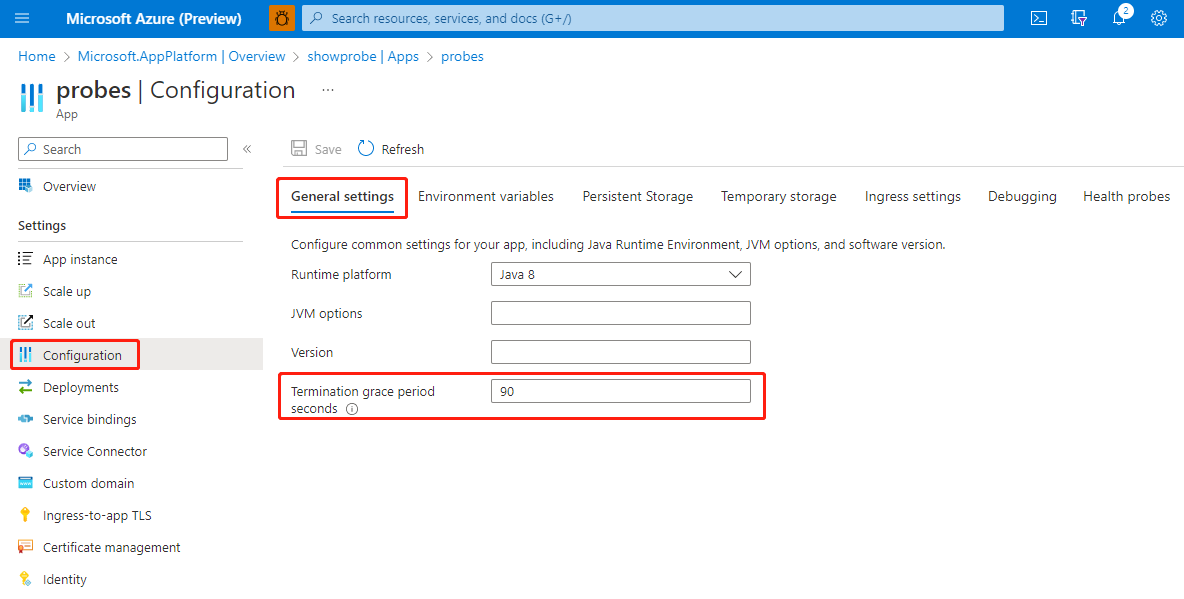 Microsoft Azure (Preview)
Search resources, services, and docs (G+/)
2
Home > Microsoft.AppPlatform | Overview > showprobe | Apps > probes
probes | Configuration ...
App
Search
«
Save
Refresh
Overview
Settings
App instance
Scale up
Scale out
Configuration
Deployments
Service bindings
Service Connector
Custom domain
Ingress-to-app TLS
Certificate management
Identity
General settings
Environment variables
Persistent Storage
Temporary storage
Ingress settings
Debugging
Health probes
Configure common settings for your app, including Java Runtime Environment, JVM options, and software version.
Runtime platform
Java 8
JVM options
Version
Termination grace period
seconds
90